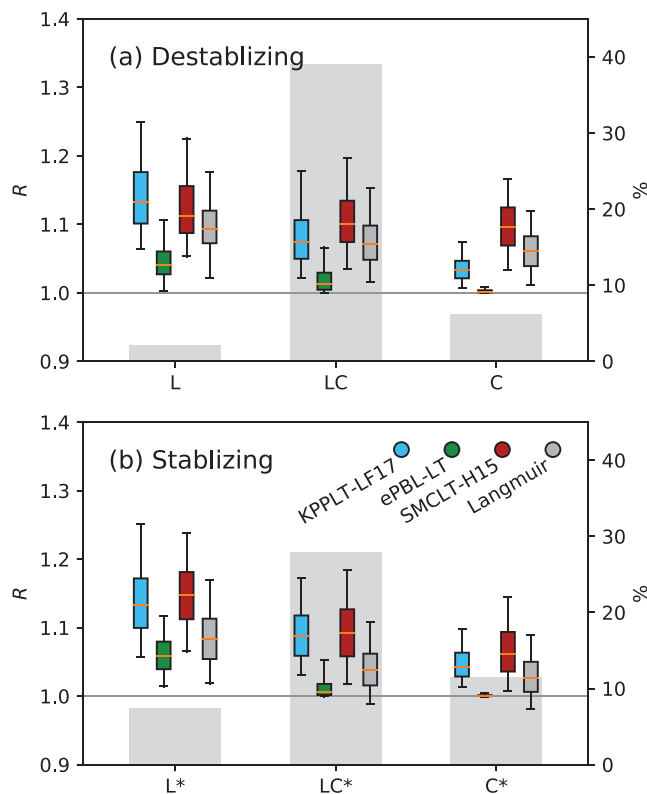 (a) Destablizing
1.4
1.3
1.2
1.1
1.0
0.9
R
40
30
20
10
0
%
L LC C
(b) Stablizing
KPPLT-LF17
ePBL-LT
SMCLT-H15
Langmuir
1.4
1.3
1.2
1.1
1.0
0.9
R
40
30
20
10
0
%
L* LC* C*